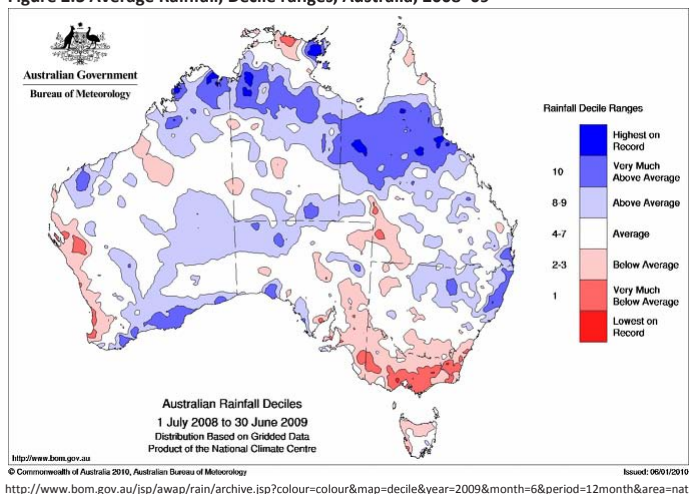 Figure 2.3 Average Rainfall, Decile ranges, Australia, 2008-09
Australian Government
Bureau of Meteorology
Rainfall Decile Ranges
Highest on
Record
10
Very Much
Above Average
8-9
Above Average
4-7
Average
2-3
Below Average
1
Very Much
Below Average
Lowest on
Record
Australian Rainfall Deciles
1 July 2008 to 30 June 2009
Distribution Based on Gridded Data
Product of the National Climate Centre
http://www.bom.gov.au
© Commonwealth of Australia 2010, Australian Bureau of Meteorology
Issued: 06/01/2010
http://www.bom.gov.au/jsp/awap/rain/archive.jsp?colour=colour&map=decile&year=2009&month=6&period=12month&area=nat